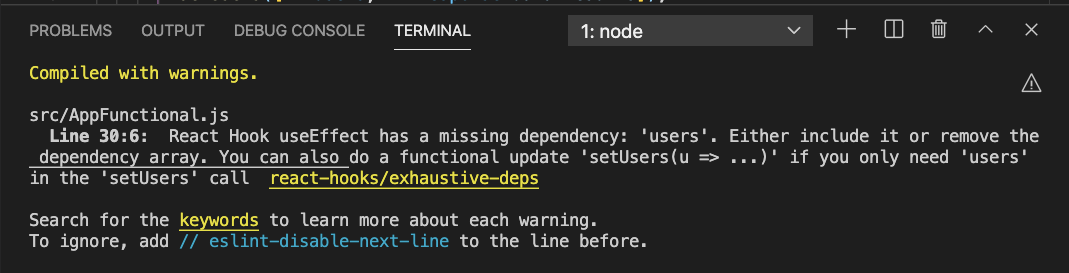 PROBLEMS OUTPUT DEBUG CONSOLE TERMINAL 1: node
Compiled with warnings.
src/AppFunctional.js
Line 30:6: React Hook useEffect has a missing dependency: 'users'. Either include it or remove the
dependency array. You can also do a functional update 'setUsers(u => ...)' if you only need 'users'
in the 'setUsers' call react-hooks/exhaustive-deps
Search for the keywords to learn more about each warning.
To ignore, add // eslint-disable-next-line to the line before.